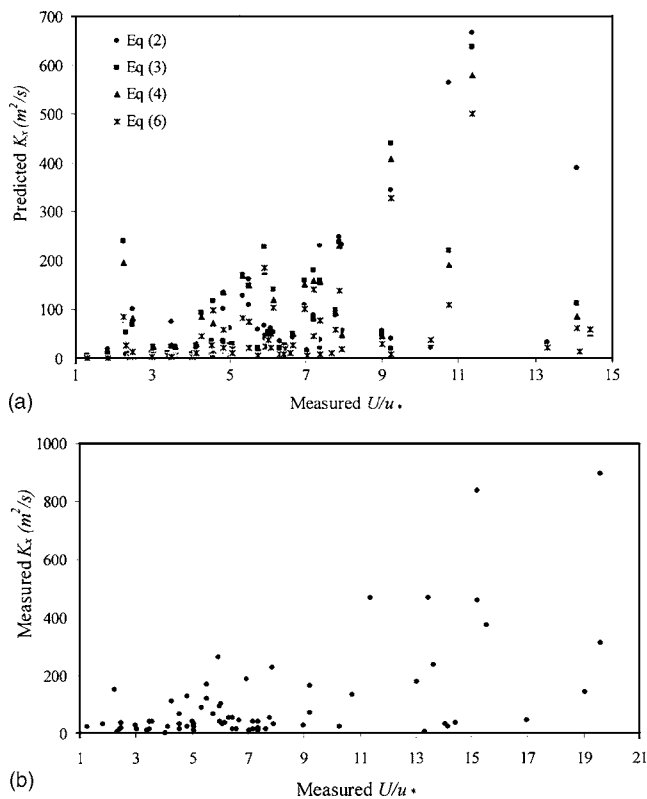 700
600
500
400
300
200
100
0
Predicted Kx (m²/s)
Eq (2)
Eq (3)
Eq (4)
Eq (6)
1 3 5 7 9 11 13 15
Measured U/u*
(a)
1000
800
600
400
200
0
Measured Kx (m²/s)
1 3 5 7 9 11 13 15 17 19 21
Measured U/u*
(b)